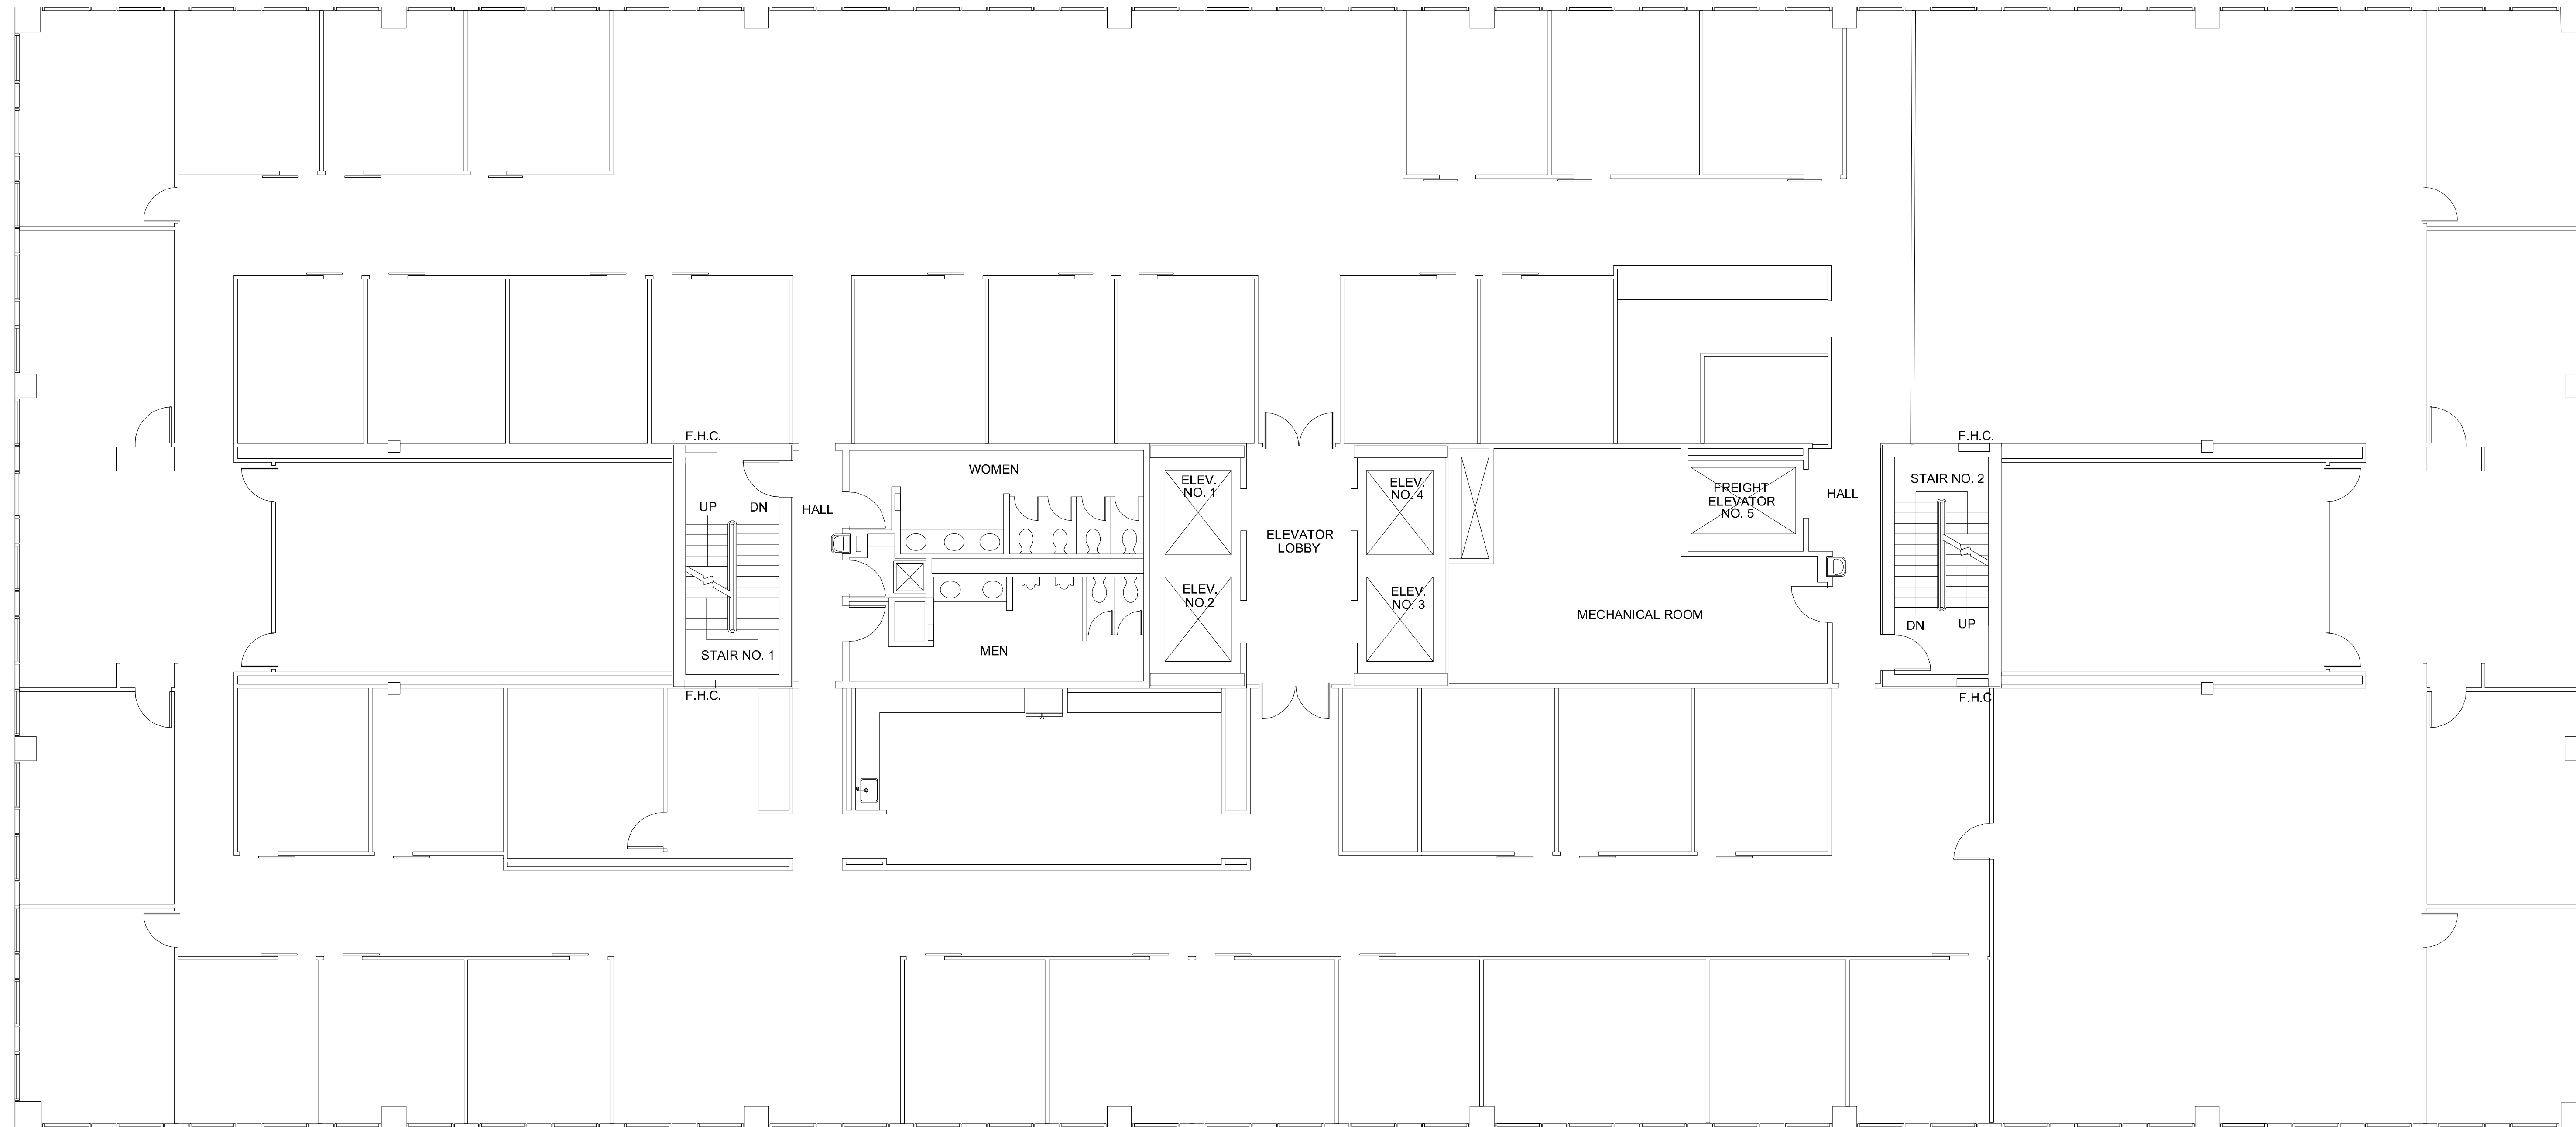 F.H.C.
F.H.C.
WOMEN
ELEV.
NO. 1
ELEV.
NO. 4
STAIR NO. 2
FREIGHT
ELEVATOR
NO. 5
HALL
UP
DN
HALL
ELEVATOR
LOBBY
ELEV.
NO.2
ELEV.
NO. 3
MECHANICAL ROOM
DN
UP
STAIR NO. 1
MEN
F.H.C.
F.H.C.